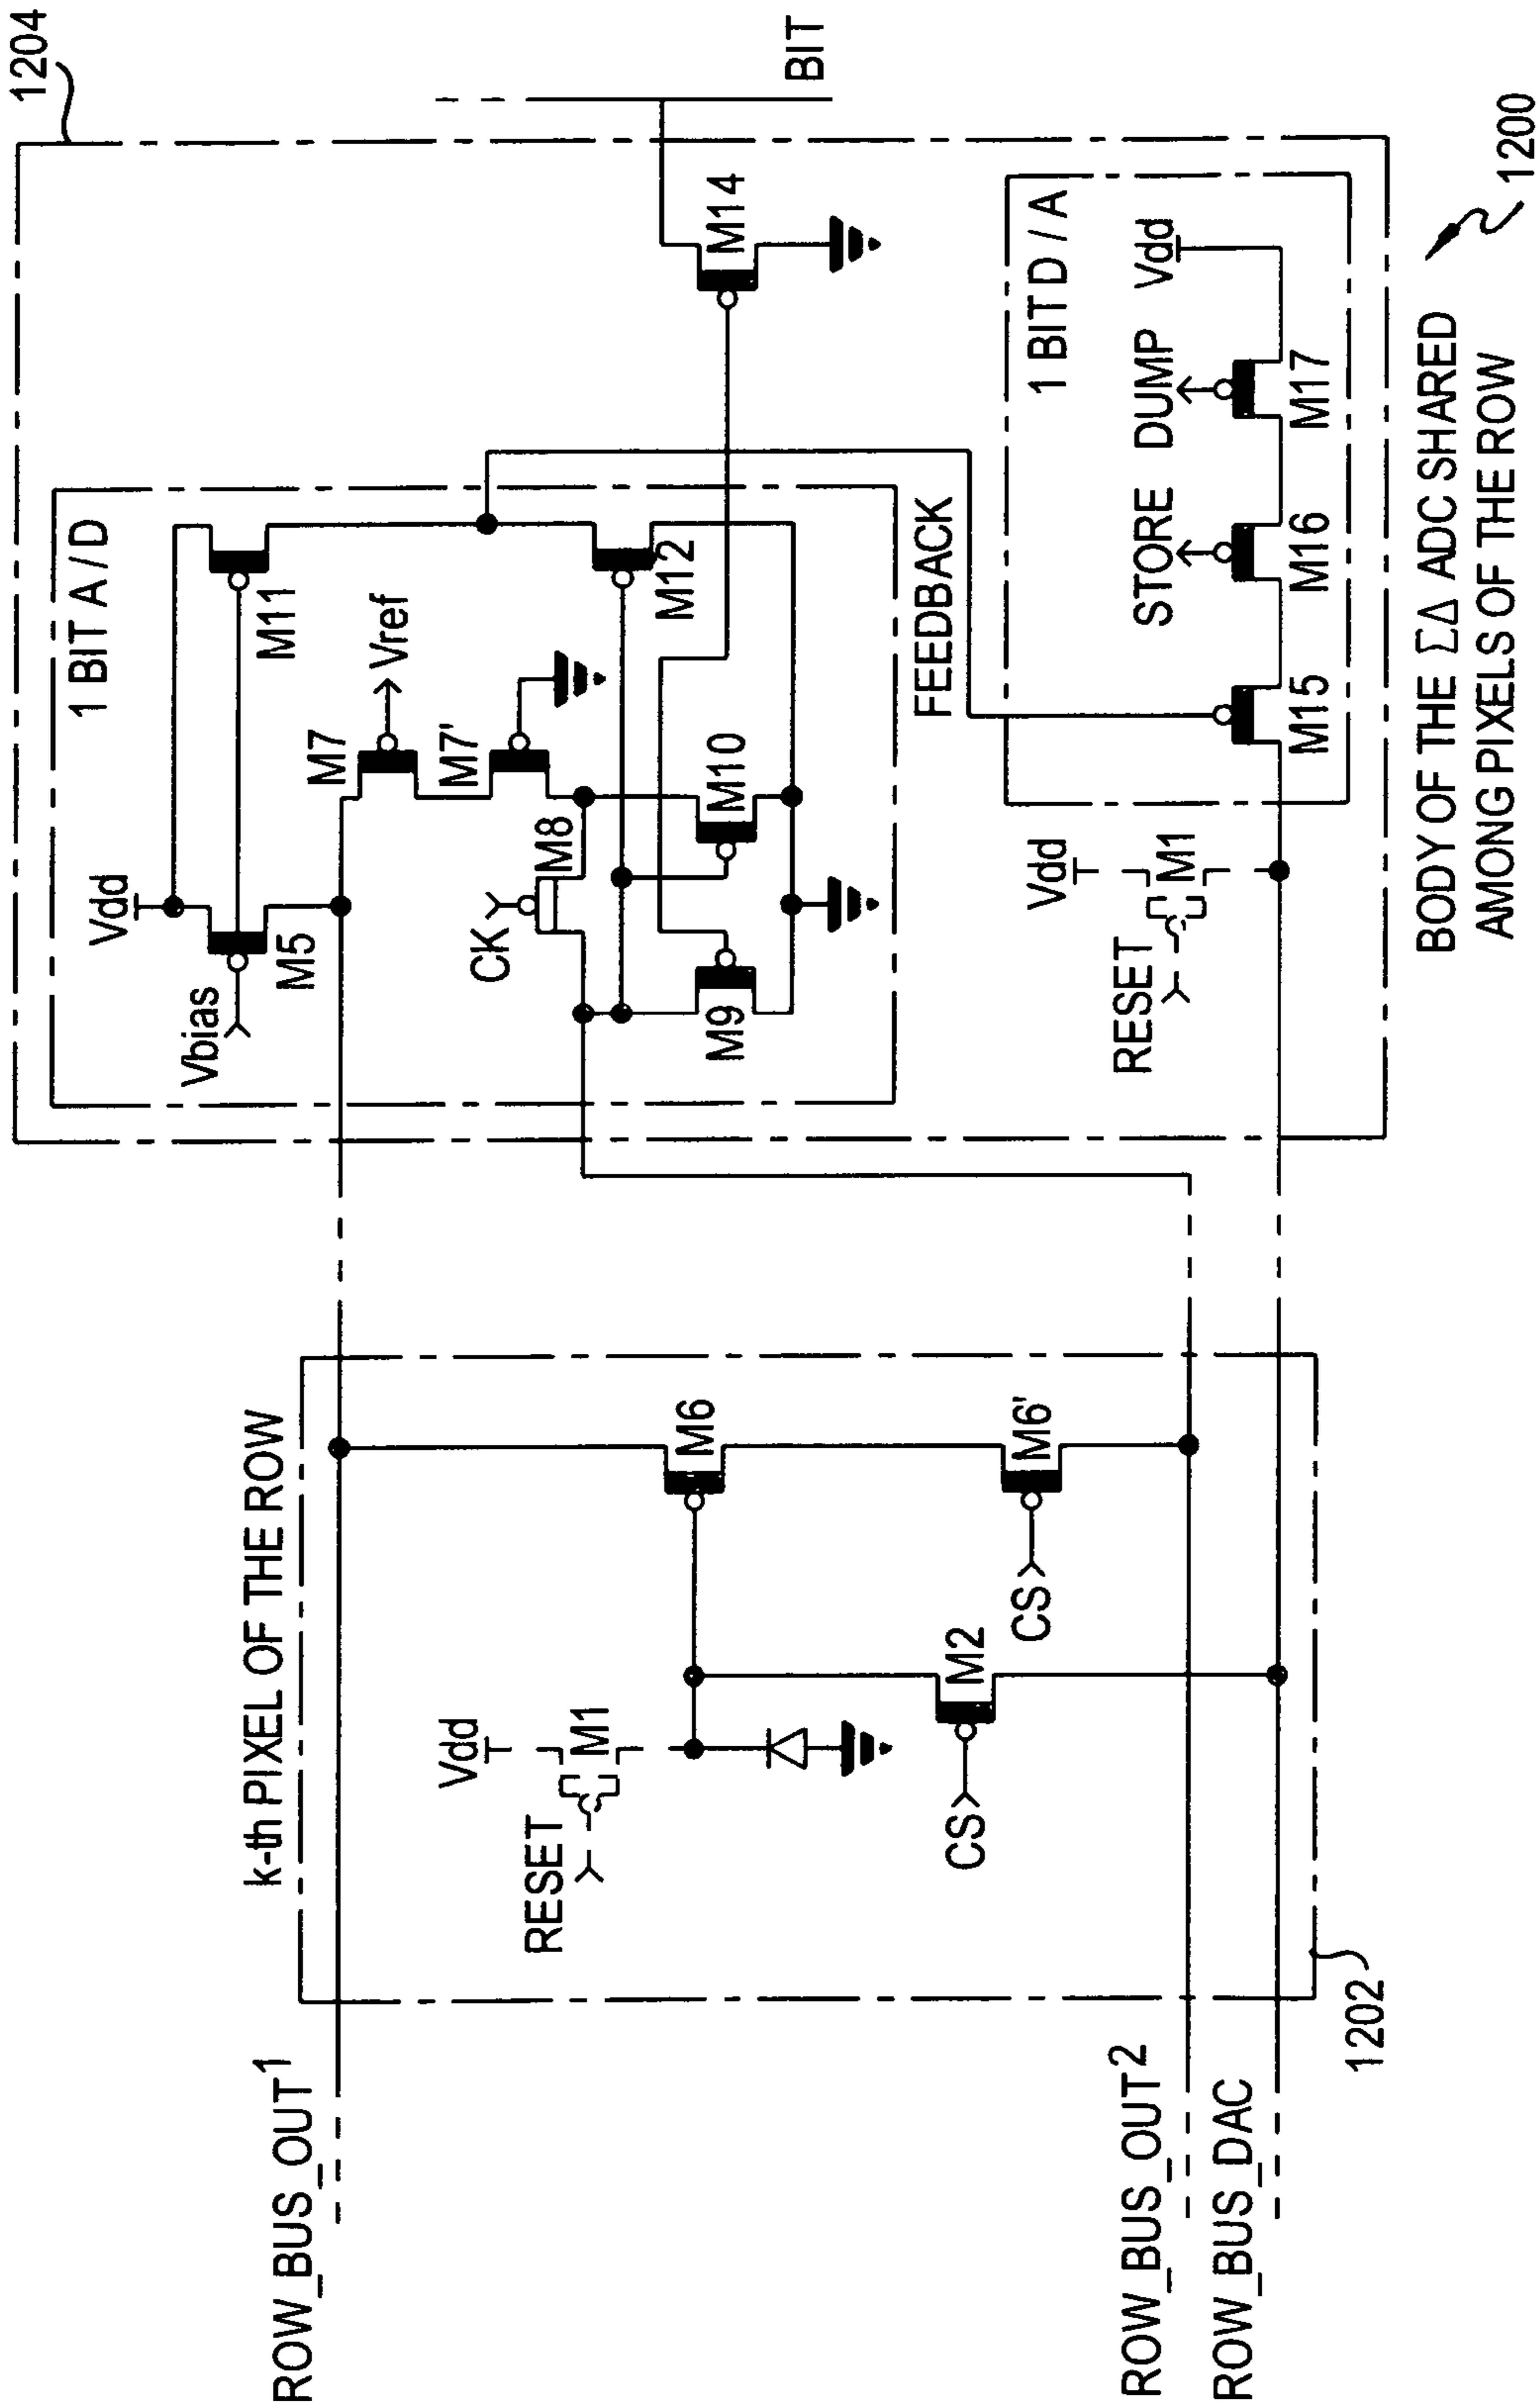 1204
Vdd
1 BIT A / D
Vbias
M5
M11
BIT
M7
Vref
M7'
CK
M8
M14
M9
M10
M12
FEEDBACK
1 BIT D / A
STORE
DUMP
Vdd
Vdd
RESET
M1
M15
M16
M17
BODY OF THE ΣΔ ADC SHARED
AMONG PIXELS OF THE ROW
1200
k-th PIXEL OF THE ROW
ROW_BUS_OUT1
Vdd
RESET
M1
M6
CS
M2
CS
M6'
ROW_BUS_OUT2
ROW_BUS_DAC
1202